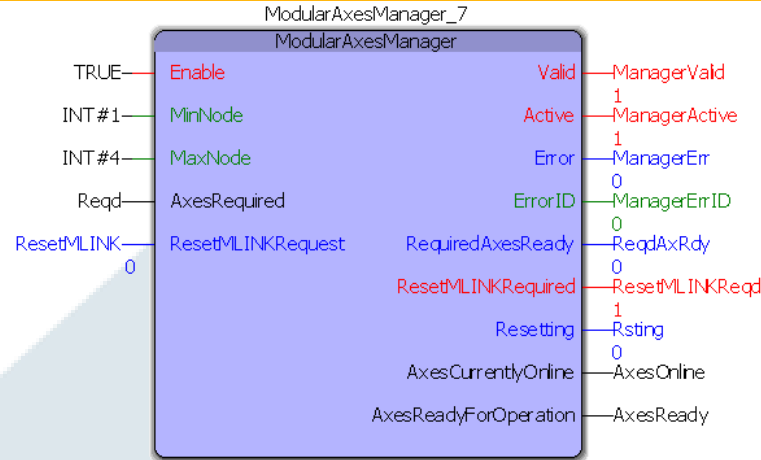 ModularAxesManager_7
ModularAxesManager
TRUE Enable Valid ManagerValid
1
INT#1 MinNode Active ManagerActive
1
INT#4 MaxNode Error ManagerErr
0
Reqd AxesRequired ErrorID ManagerErrID
0
ResetMLINK ResetMLINKRequest RequiredAxesReady ReqdAxRdy
0 0
ResetMLINKRequired ResetMLINKReqd
1
Resetting Rsting
0
AxesCurrentlyOnline AxesOnline
AxesReadyForOperation AxesReady